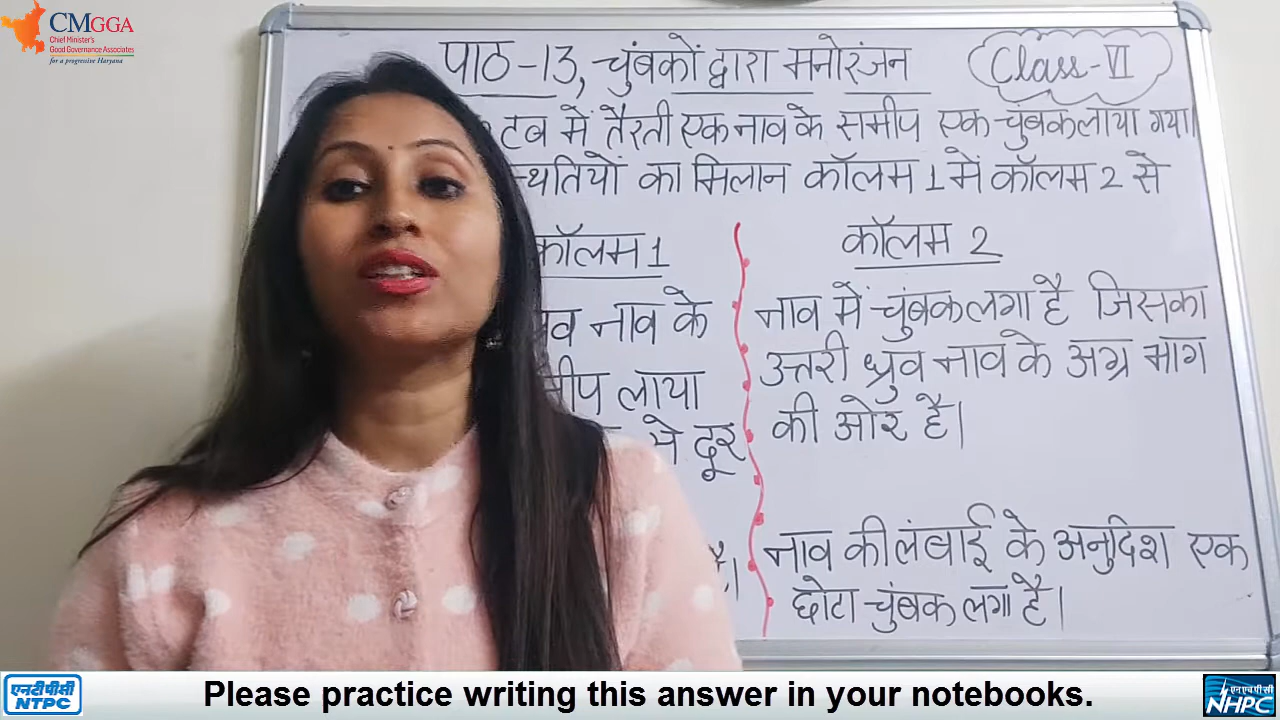 CMGGA
Chief Minister's
Good Governance Associates
for a progressive Haryana
पाठ-13, चुंबकों द्वारा मनोरंजन
Class-VI
टब में तैरती एक नाव के समीप एक चुंबक लाया गया।
का मिलान कॉलम 1 में कॉलम 2 से
कॉलम 1
नाव के
लाया
से दूर
है।
कॉलम 2
नाव में चुंबक लगा है जिसका
उत्तरी ध्रुव नाव के अग्र भाग
की ओर है।
नाव की लंबाई के अनुदिश एक
छोटा चुंबक लगा है।
एनटीपीसी
NTPC
Please practice writing this answer in your notebooks.
एनएचपीसी
NHPC